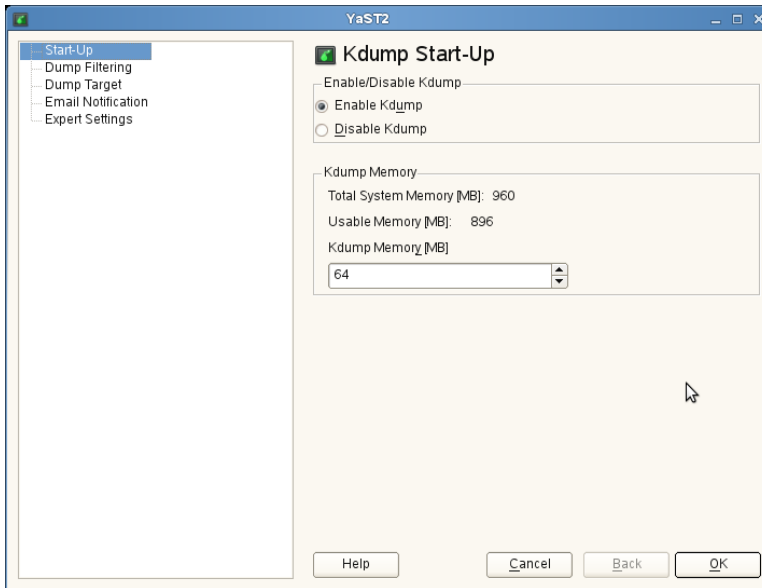 YaST2
Start-Up
Dump Filtering
Dump Target
Email Notification
Expert Settings
Kdump Start-Up
Enable/Disable Kdump
Enable Kdump
Disable Kdump
Kdump Memory
Total System Memory [MB]: 960
Usable Memory [MB]: 896
Kdump Memory [MB]
64
Help Cancel Back OK